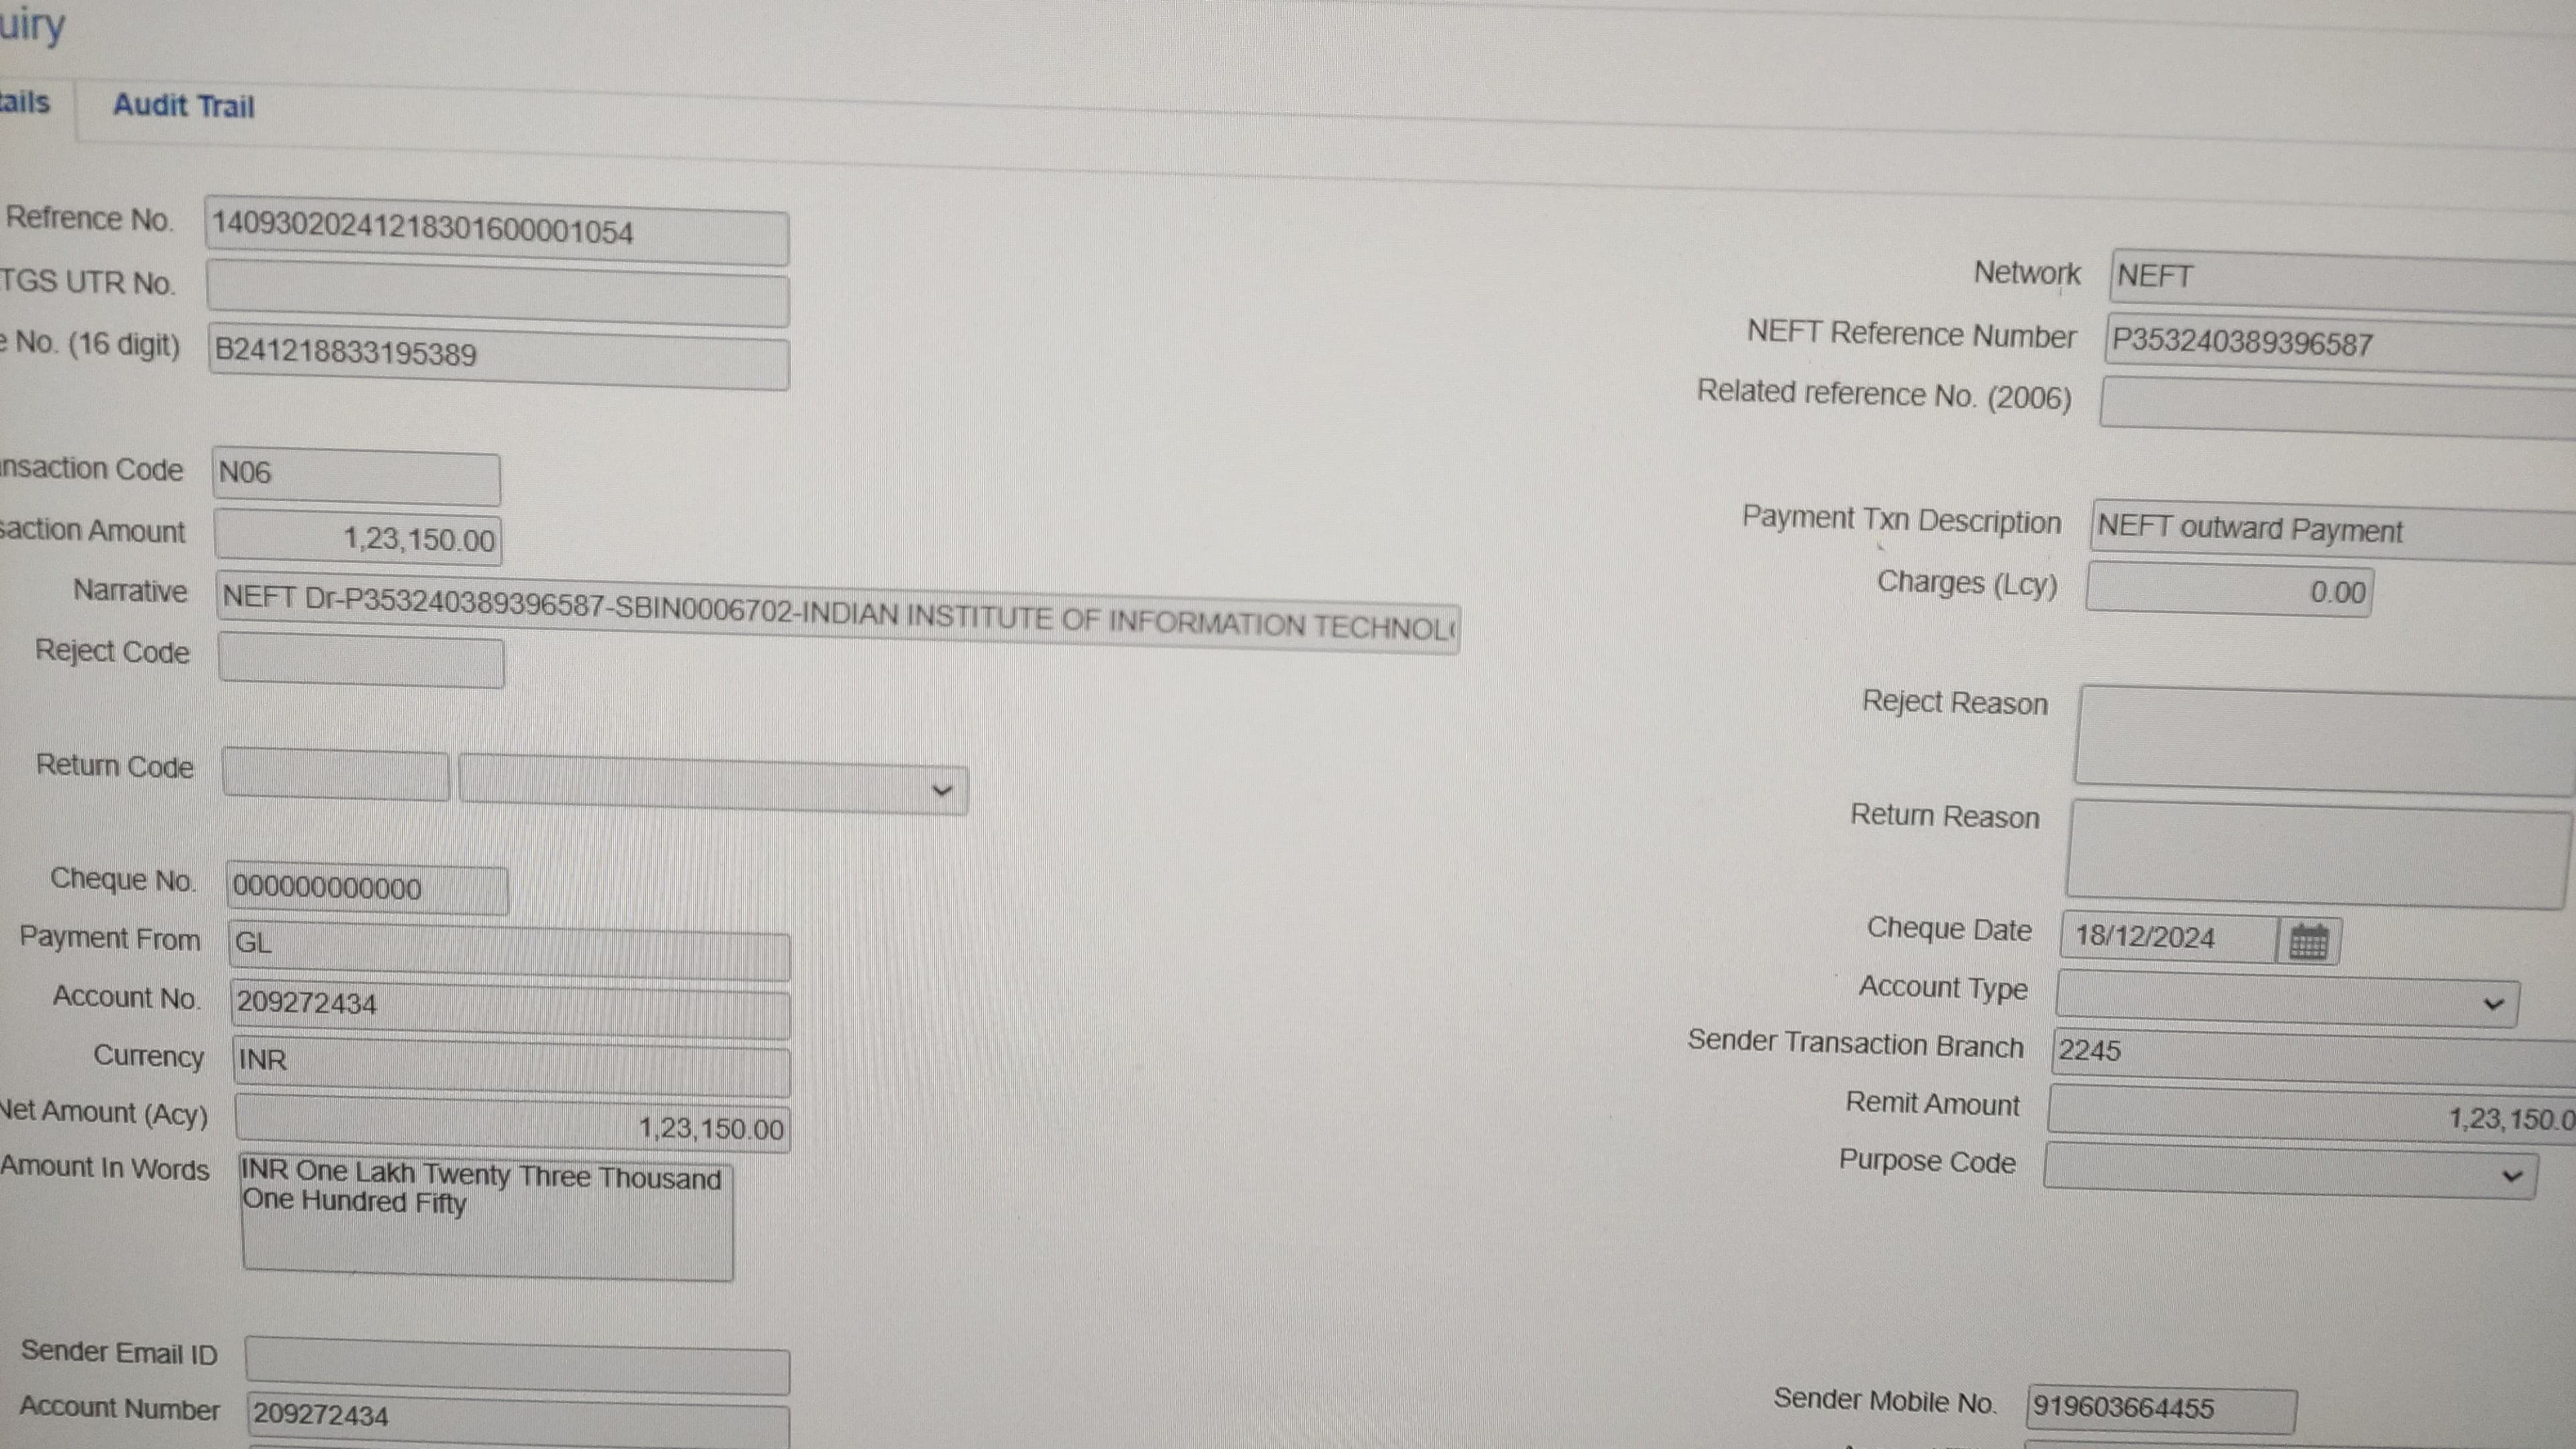 uiry
tails
Audit Trail
Refrence No. 14093020241218301600001054
TGS UTR No.
Network NEFT
e No. (16 digit) B241218833195389
NEFT Reference Number P353240389396587
Related reference No. (2006)
nsaction Code N06
saction Amount 1,23,150.00
Payment Txn Description NEFT outward Payment
Narrative NEFT Dr-P353240389396587-SBIN0006702-INDIAN INSTITUTE OF INFORMATION TECHNOL
Charges (Lcy) 0.00
Reject Code
Reject Reason
Return Code
Return Reason
Cheque No. 000000000000
Cheque Date 18/12/2024
Payment From GL
Account Type
Account No. 209272434
Sender Transaction Branch 2245
Currency INR
Remit Amount 1,23,150.0
Net Amount (Acy) 1,23,150.00
Purpose Code
Amount In Words INR One Lakh Twenty Three Thousand
One Hundred Fifty
Sender Email ID
Sender Mobile No. 919603664455
Account Number 209272434